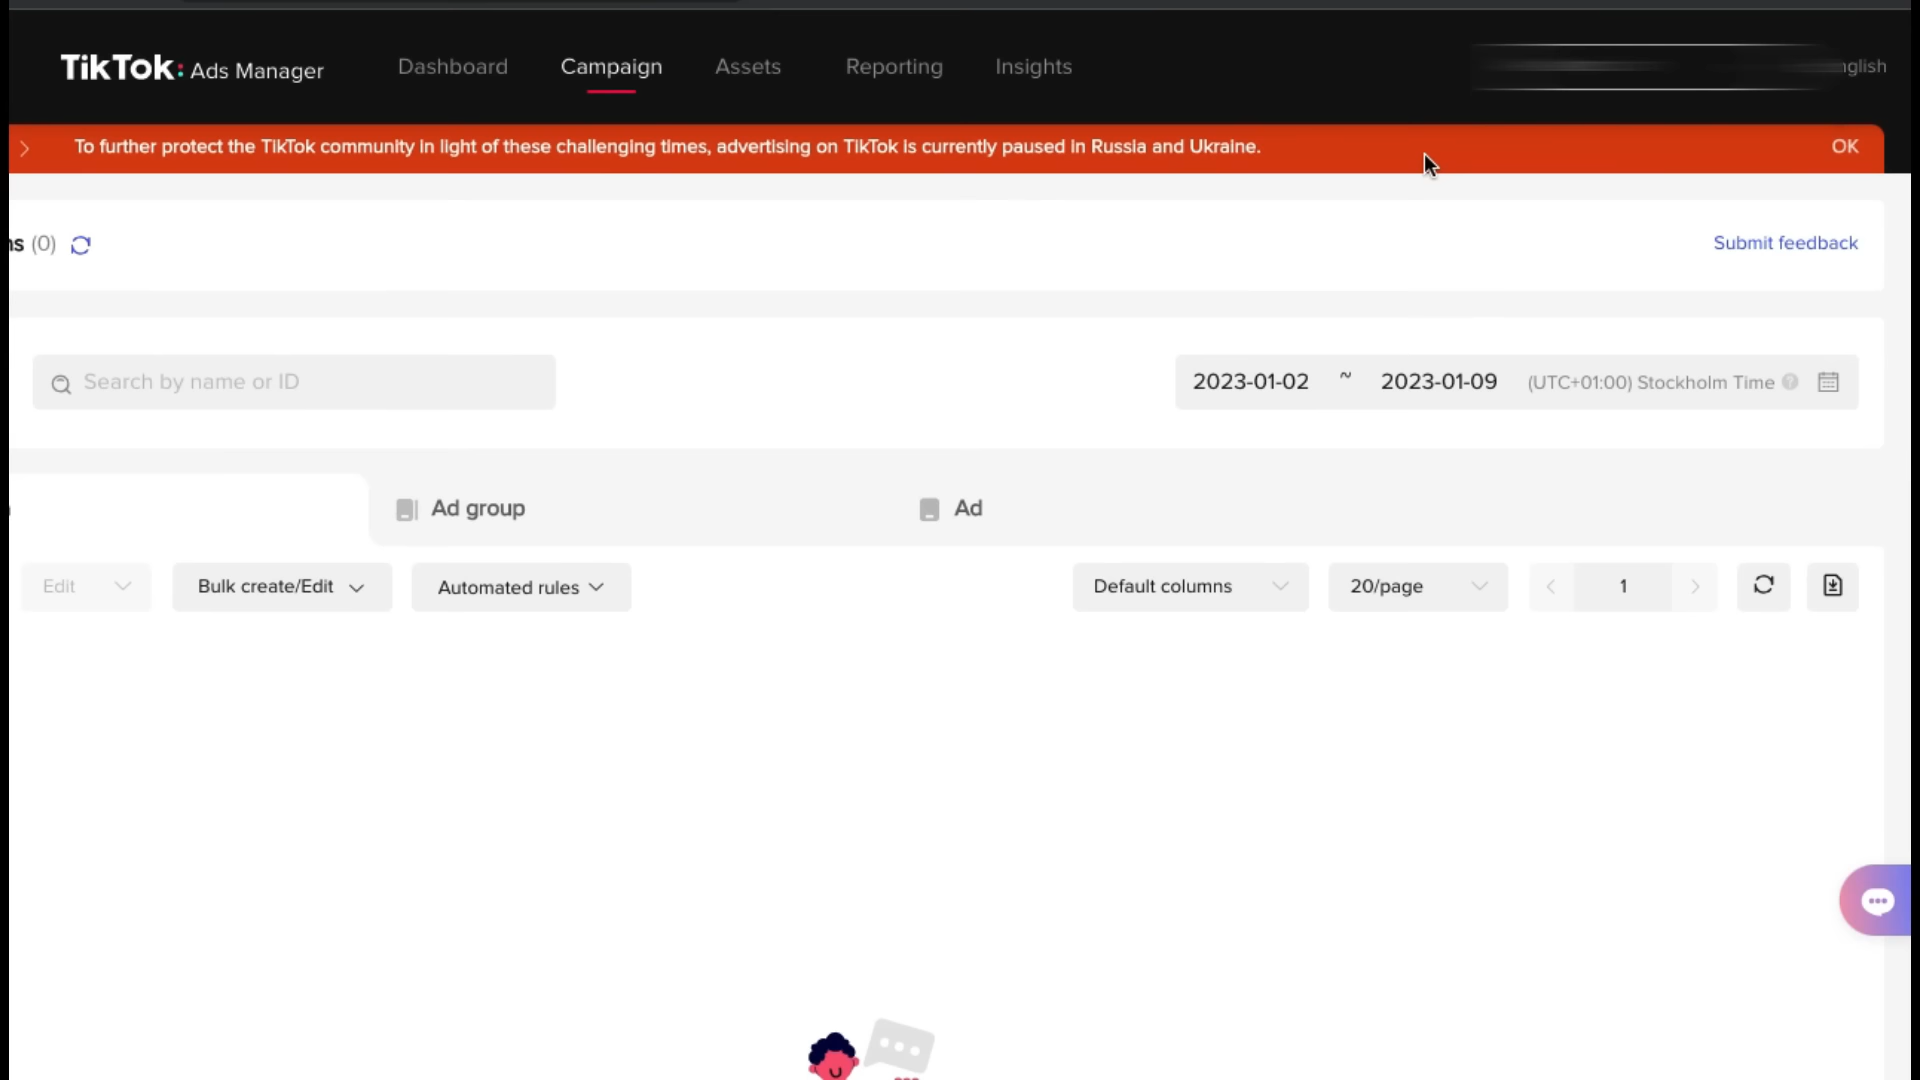 TikTok: Ads Manager
Dashboard
Campaign
Assets
Reporting
Insights
To further protect the TikTok community in light of these challenging times, advertising on TikTok is currently paused in Russia and Ukraine.
OK
(0)
Submit feedback
Search by name or ID
2023-01-02 ~ 2023-01-09 (UTC+01:00) Stockholm Time
Ad group
Ad
Edit
Bulk create/Edit
Automated rules
Default columns
20/page
1